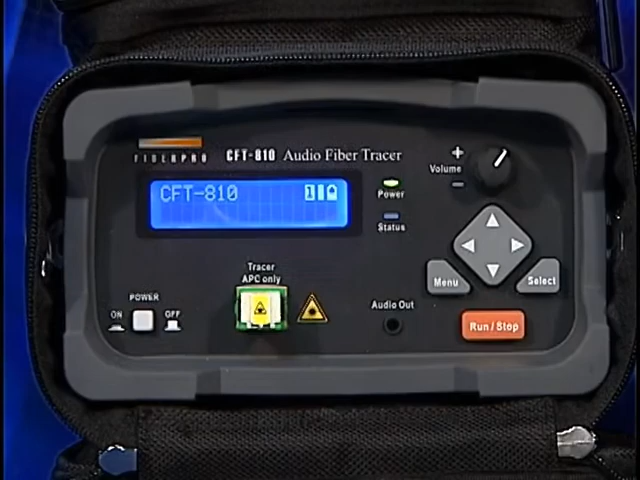 FIBERPRO CFT-810 Audio Fiber Tracer
CFT-810 1
Power
Status
+
Volume
−
Tracer
APC only
POWER
ON OFF
Audio Out
Menu Select
Run / Stop